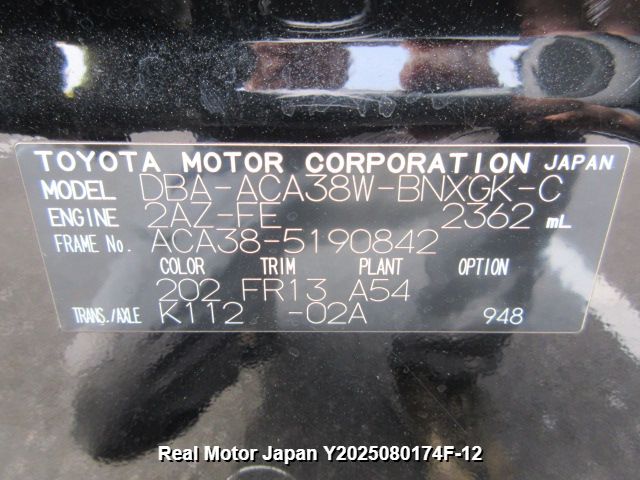 TOYOTA MOTOR CORPORATION JAPAN
MODEL DBA-ACA38W-BNXGK-C
ENGINE 2AZ-FE 2362 mL
FRAME No. ACA38-5190842
COLOR TRIM PLANT OPTION
202 FR13 A54
TRANS./AXLE K112 -02A 948
Real Motor Japan Y2025080174F-12